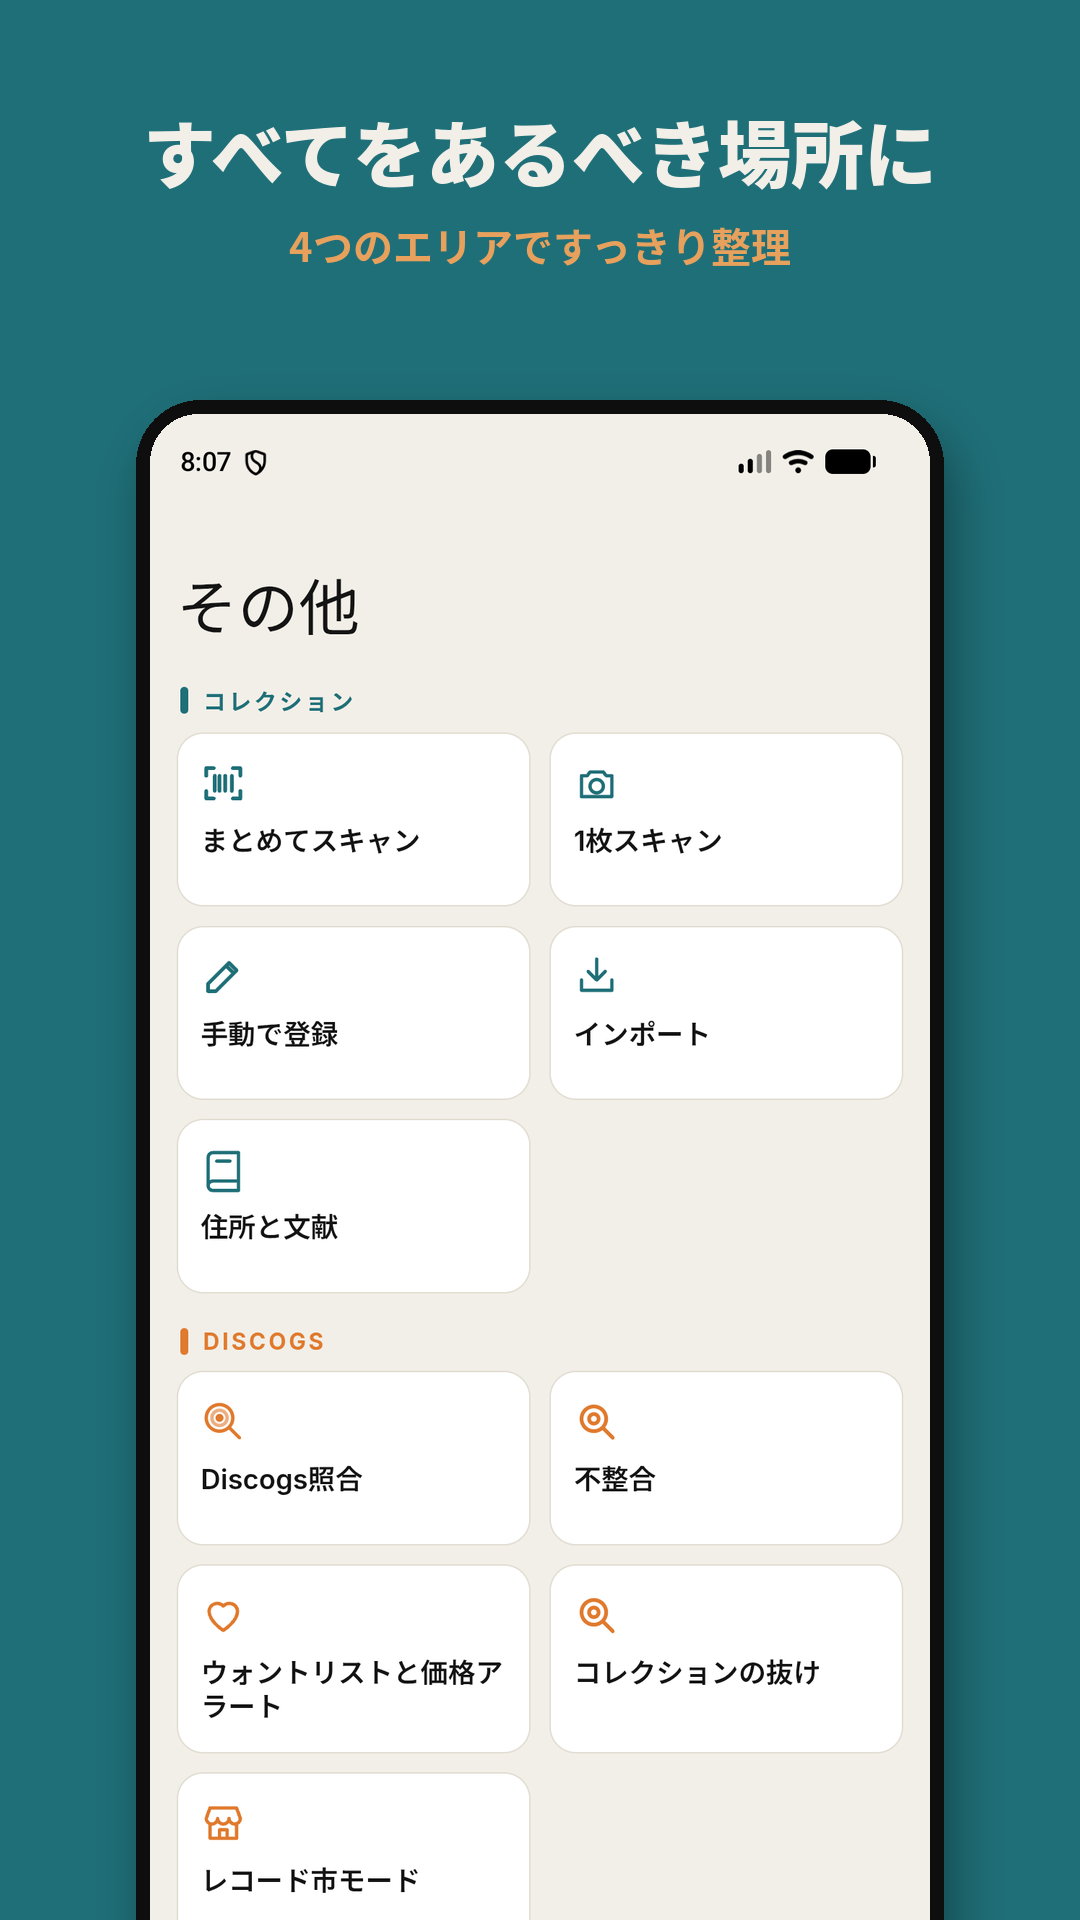 すべてをあるべき場所に
4つのエリアですっきり整理
8:07
その他
コレクション
まとめてスキャン
1枚スキャン
手動で登録
インポート
住所と文献
DISCOGS
Discogs照合
不整合
ウォントリストと価格ア
ラート
コレクションの抜け
レコード市モード